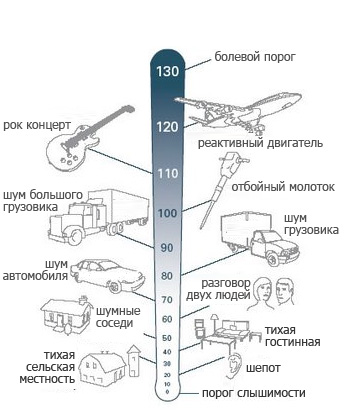 болевой порог
130
рок концерт
120
реактивный двигатель
110
отбойный молоток
шум большого
грузовика
100
шум
грузовика
90
шум
автомобиля
80
разговор
двух людей
70
шумные
соседи
60
50
тихая
гостинная
тихая
сельская
местность
40
30
шепот
20
10
0
порог слышимости